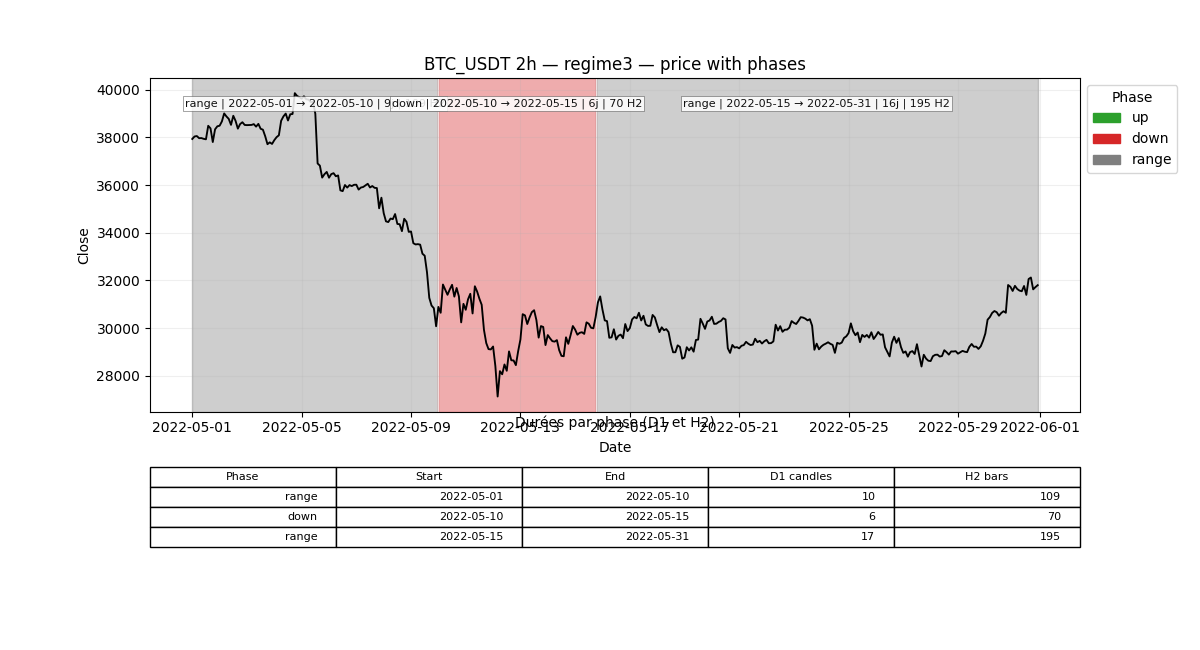 BTC_USDT 2h — regime3 — price with phases
range | 2022-05-01 → 2022-05-10 | 9
down | 2022-05-10 → 2022-05-15 | 6j | 70 H2
range | 2022-05-15 → 2022-05-31 | 16j | 195 H2
Phase
up
down
range
Close
40000
38000
36000
34000
32000
30000
28000
2022-05-01 2022-05-05 2022-05-09 2022-05-13 2022-05-17 2022-05-21 2022-05-25 2022-05-29 2022-06-01
Durées par phase (D1 et H2)
Date
Phase Start End D1 candles H2 bars
range 2022-05-01 2022-05-10 10 109
down 2022-05-10 2022-05-15 6 70
range 2022-05-15 2022-05-31 17 195